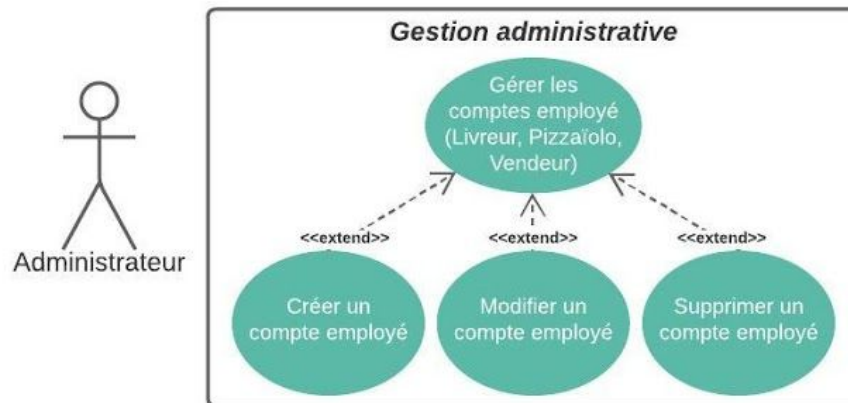 Gestion administrative
Gérer les
comptes employé
(Livreur, Pizzaïolo,
Vendeur)
<<extend>>
<<extend>>
<<extend>>
Administrateur
Créer un
compte employé
Modifier un
compte employé
Supprimer un
compte employé